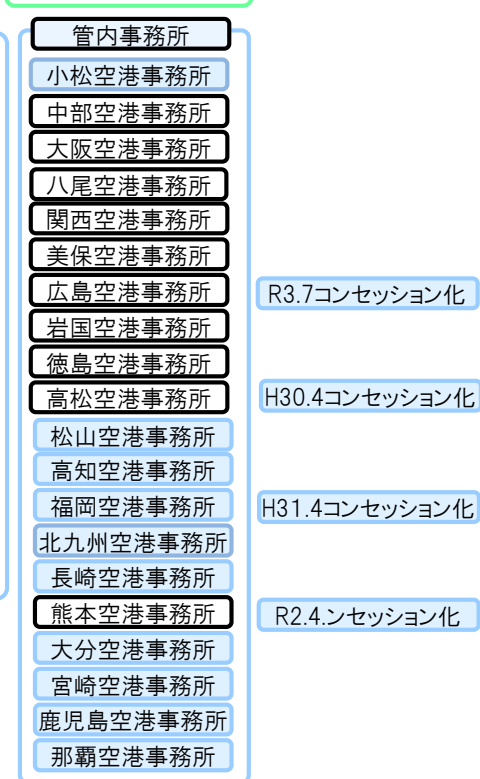 管内事務所
小松空港事務所
中部空港事務所
大阪空港事務所
八尾空港事務所
関西空港事務所
美保空港事務所
広島空港事務所 R3.7コンセッション化
岩国空港事務所
徳島空港事務所
高松空港事務所 H30.4コンセッション化
松山空港事務所
高知空港事務所
福岡空港事務所 H31.4コンセッション化
北九州空港事務所
長崎空港事務所
熊本空港事務所 R2.4.ンセッション化
大分空港事務所
宮崎空港事務所
鹿児島空港事務所
那覇空港事務所